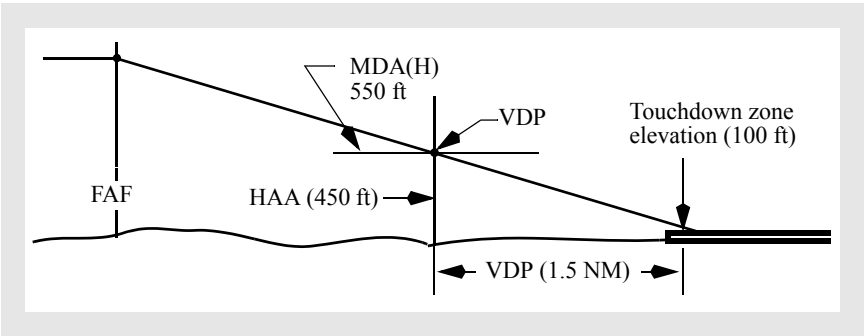 MDA(H)
550 ft
VDP
Touchdown zone
elevation (100 ft)
FAF
HAA (450 ft)
VDP (1.5 NM)